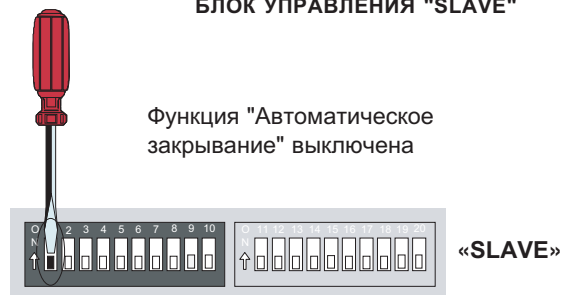 БЛОК УПРАВЛЕНИЯ "SLAVE"
Функция "Автоматическое
закрывание" выключена
O 2 3 4 5 6 7 8 9 10
N
O 11 12 13 14 15 16 17 18 19 20
N
«SLAVE»